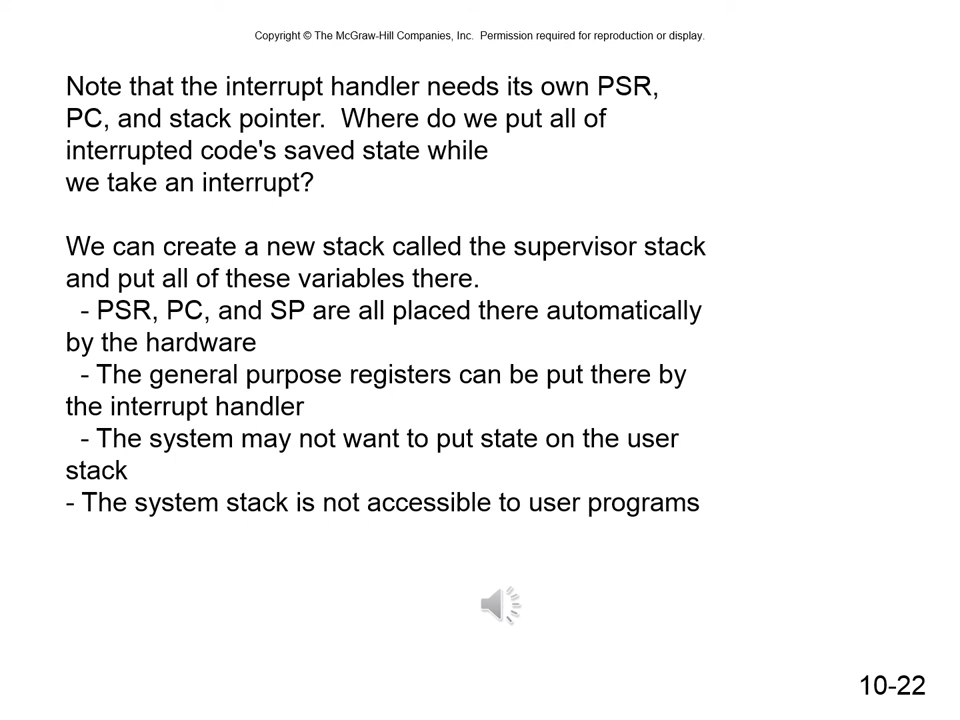 Copyright © The McGraw-Hill Companies, Inc.  Permission required for reproduction or display.
Note that the interrupt handler needs its own PSR,
PC, and stack pointer.  Where do we put all of
interrupted code's saved state while
we take an interrupt?
We can create a new stack called the supervisor stack
and put all of these variables there.
- PSR, PC, and SP are all placed there automatically
by the hardware
- The general purpose registers can be put there by
the interrupt handler
- The system may not want to put state on the user
stack
- The system stack is not accessible to user programs
10-22